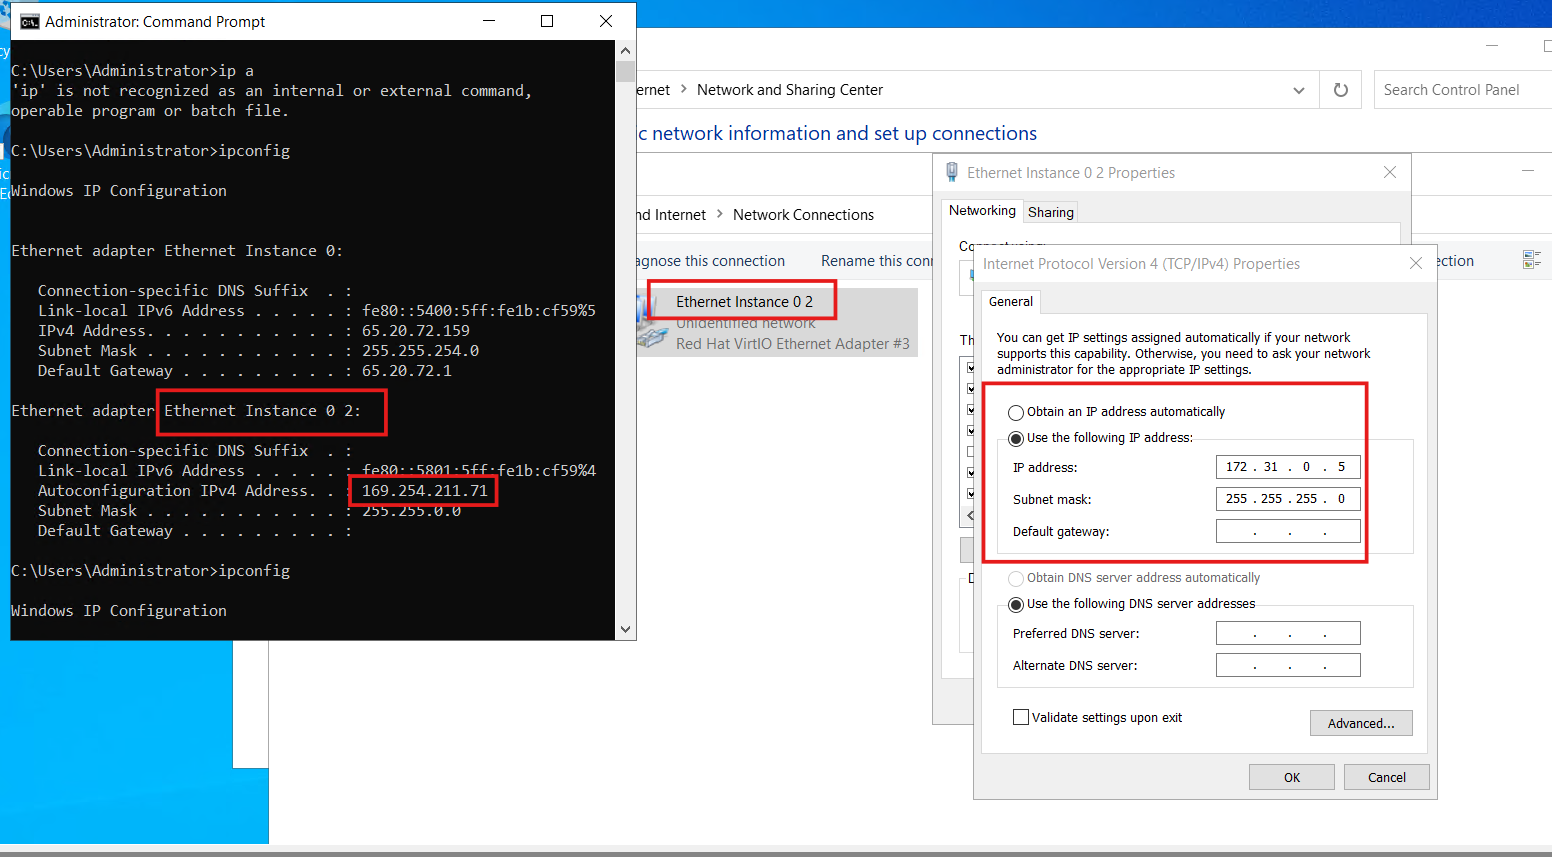 Administrator: Command Prompt
C:\Users\Administrator>ip a
'ip' is not recognized as an internal or external command,
operable program or batch file.
C:\Users\Administrator>ipconfig
Windows IP Configuration
Ethernet adapter Ethernet Instance 0:
Connection-specific DNS Suffix  . :
Link-local IPv6 Address . . . . . : fe80::5400:5ff:fe1b:cf59%5
IPv4 Address. . . . . . . . . . . : 65.20.72.159
Subnet Mask . . . . . . . . . . . : 255.255.254.0
Default Gateway . . . . . . . . . : 65.20.72.1
Ethernet adapter Ethernet Instance 0 2:
Connection-specific DNS Suffix  . :
Link-local IPv6 Address . . . . . : fe80::5801:5ff:fe1b:cf59%4
Autoconfiguration IPv4 Address. . : 169.254.211.71
Subnet Mask . . . . . . . . . . . : 255.255.0.0
Default Gateway . . . . . . . . . :
C:\Users\Administrator>ipconfig
Windows IP Configuration
ernet > Network and Sharing Center
Search Control Panel
c network information and set up connections
nd Internet > Network Connections
agnose this connection
Rename this conn
ection
Ethernet Instance 0 2
Unidentified network
Red Hat VirtIO Ethernet Adapter #3
Ethernet Instance 0 2 Properties
Networking
Sharing
Connect using:
Th
Internet Protocol Version 4 (TCP/IPv4) Properties
General
You can get IP settings assigned automatically if your network
supports this capability. Otherwise, you need to ask your network
administrator for the appropriate IP settings.
Obtain an IP address automatically
Use the following IP address:
IP address: 172 . 31 . 0 . 5
Subnet mask: 255 . 255 . 255 . 0
Default gateway: . . .
Obtain DNS server address automatically
Use the following DNS server addresses
Preferred DNS server: . . .
Alternate DNS server: . . .
Validate settings upon exit
Advanced...
OK
Cancel